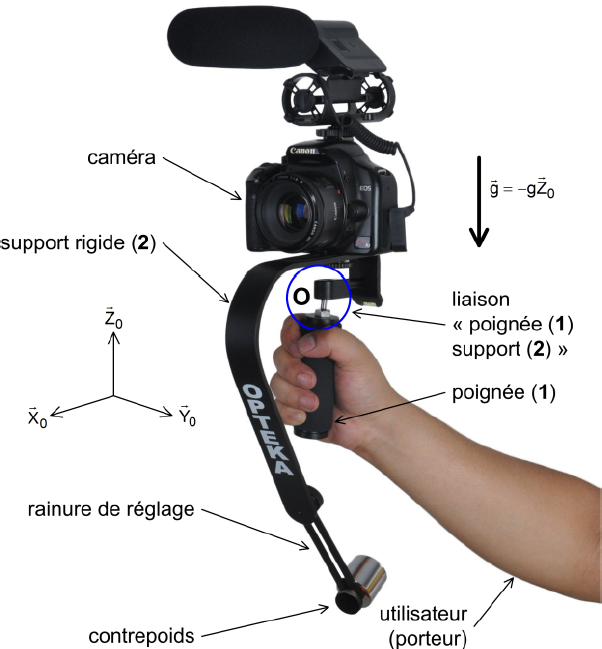 caméra
Canon
EOS
g⃗ = -gZ⃗₀
support rigide (2)
O
liaison
« poignée (1)
support (2) »
Z⃗₀
X⃗₀
Y⃗₀
poignée (1)
OPTEKA
rainure de réglage
utilisateur
(porteur)
contrepoids